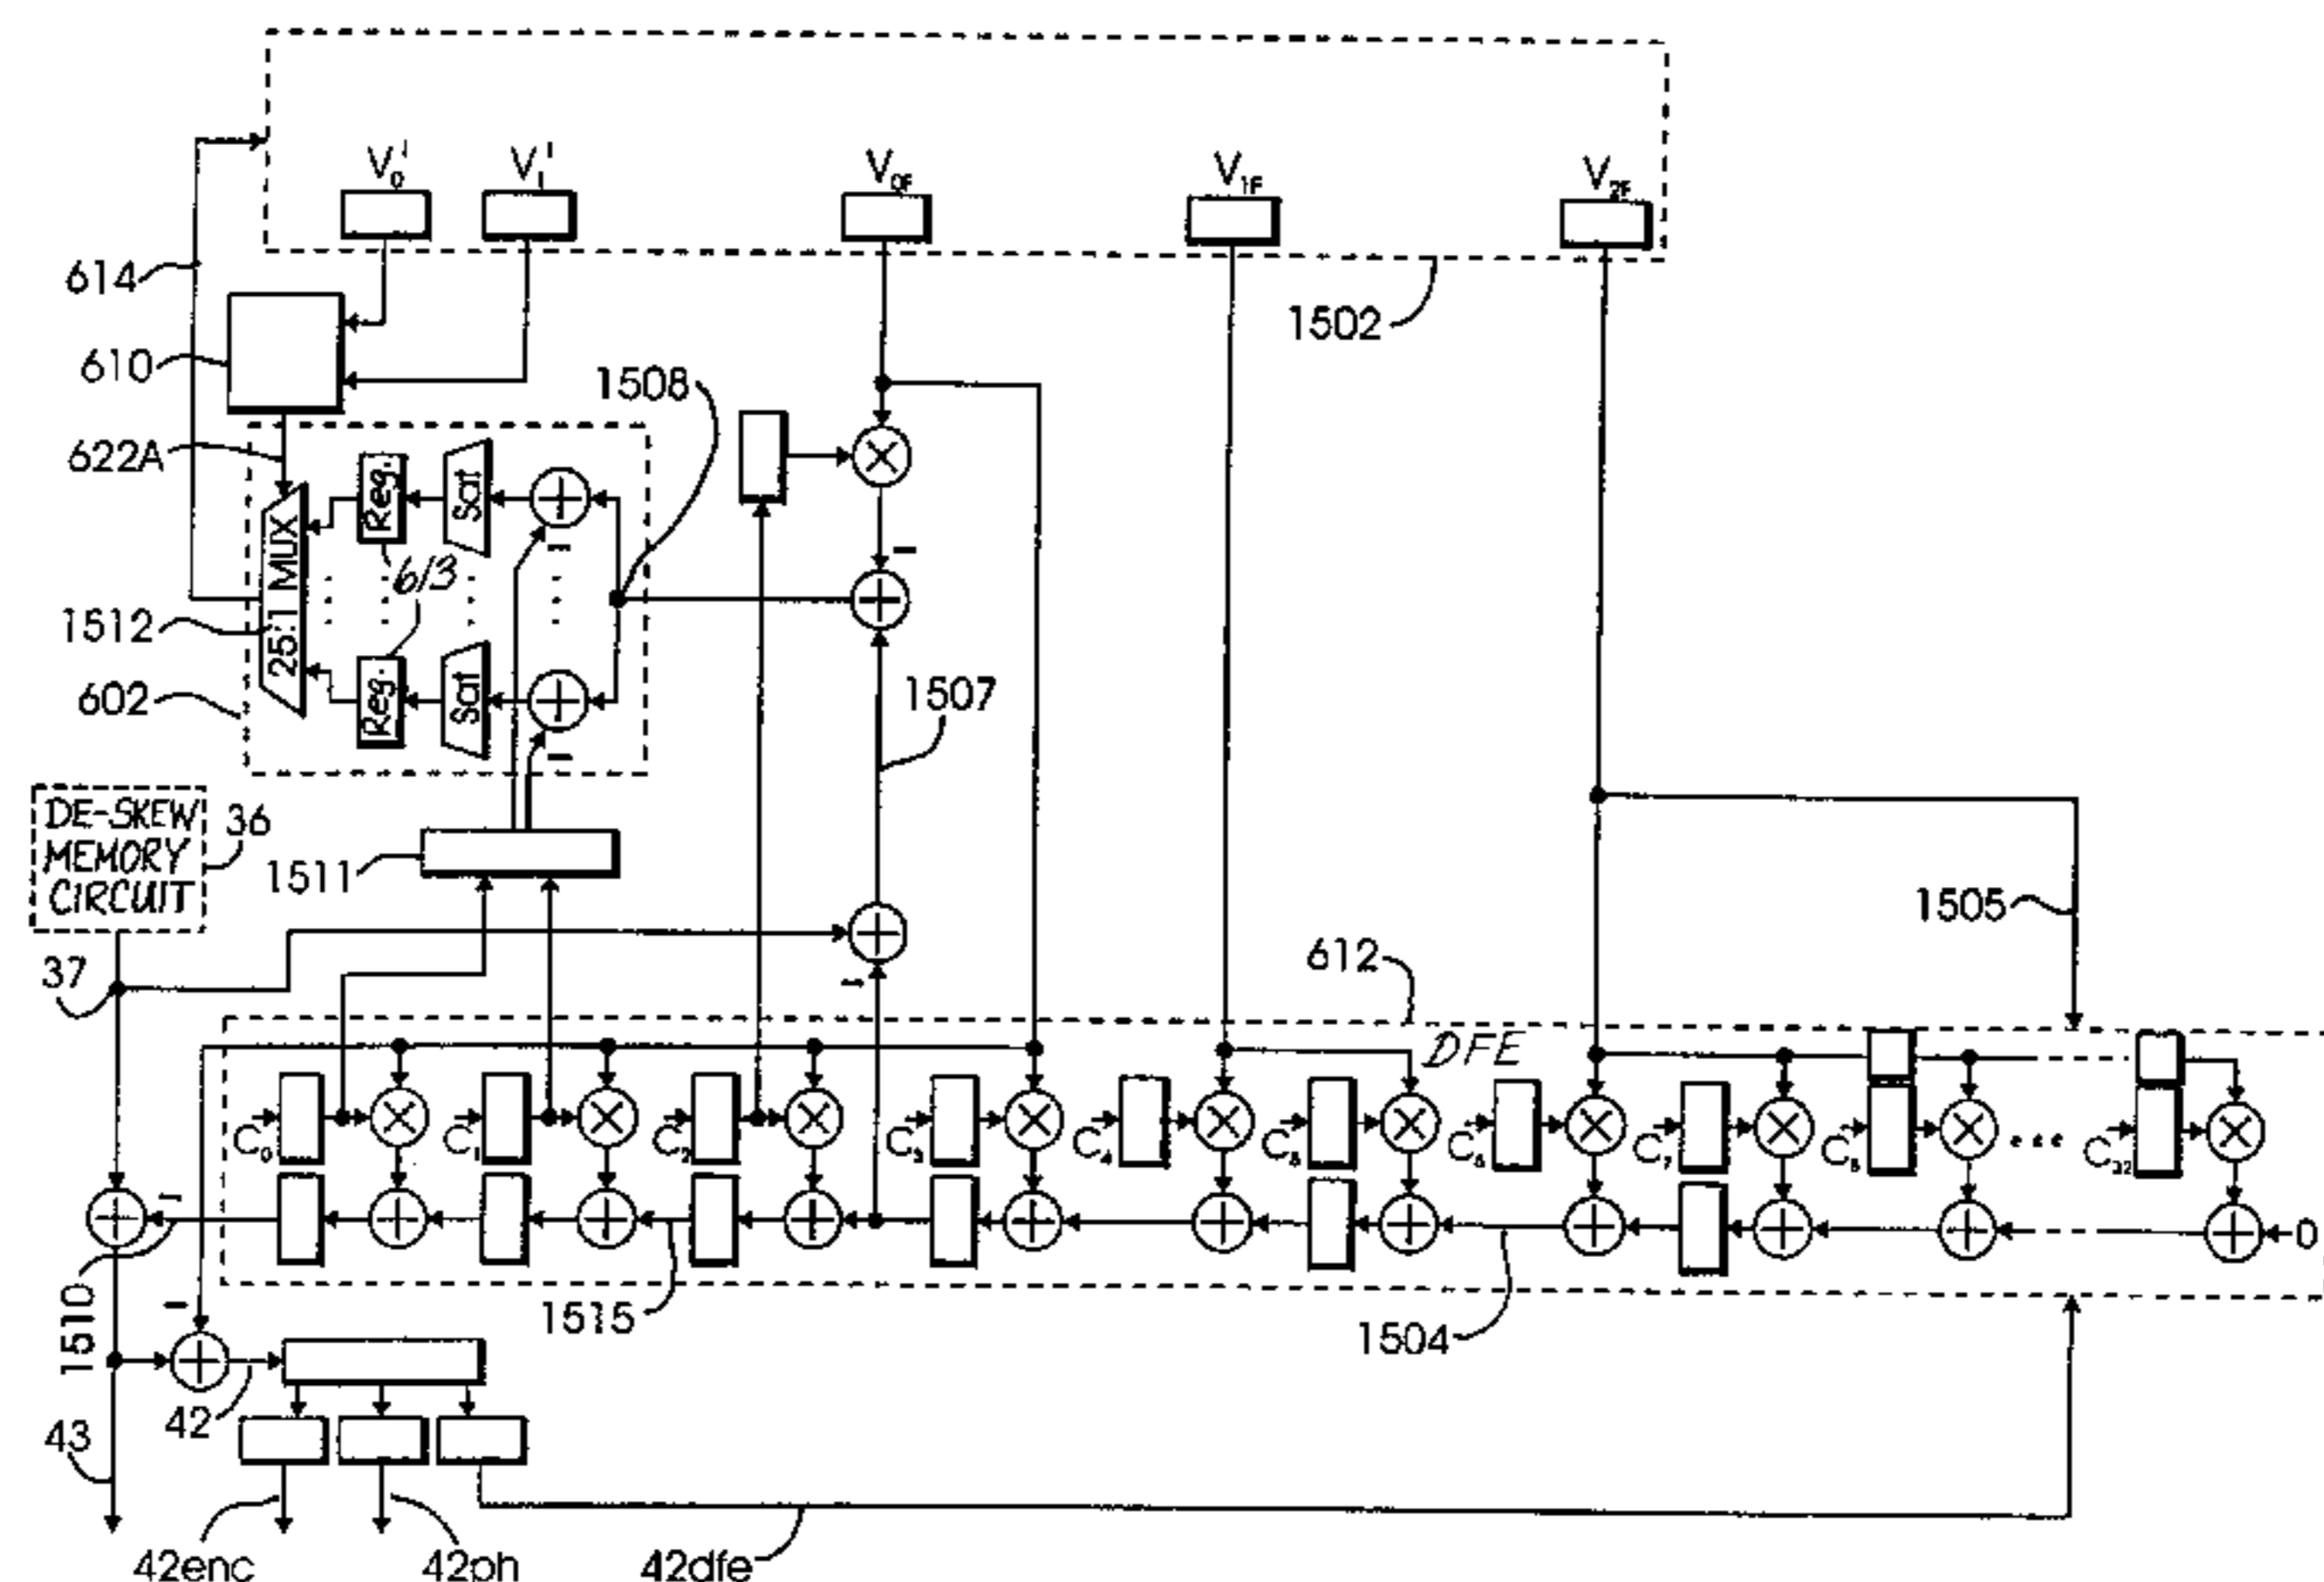 V₀'
V₁'
V₀F
V₁F
V₂F
614
1502
610
1508
622A
Reg.
Sat
613
25:1 MUX
1512
Reg.
Sat
602
1507
DE-SKEW
MEMORY
CIRCUIT
36
1511
1505
37
612
DFE
C₀
C₁
C₂
C₃
C₄
C₅
C₆
C₇
C₈
C₃₂
0
1510
1515
1504
42
43
42enc
42ph
42dfe